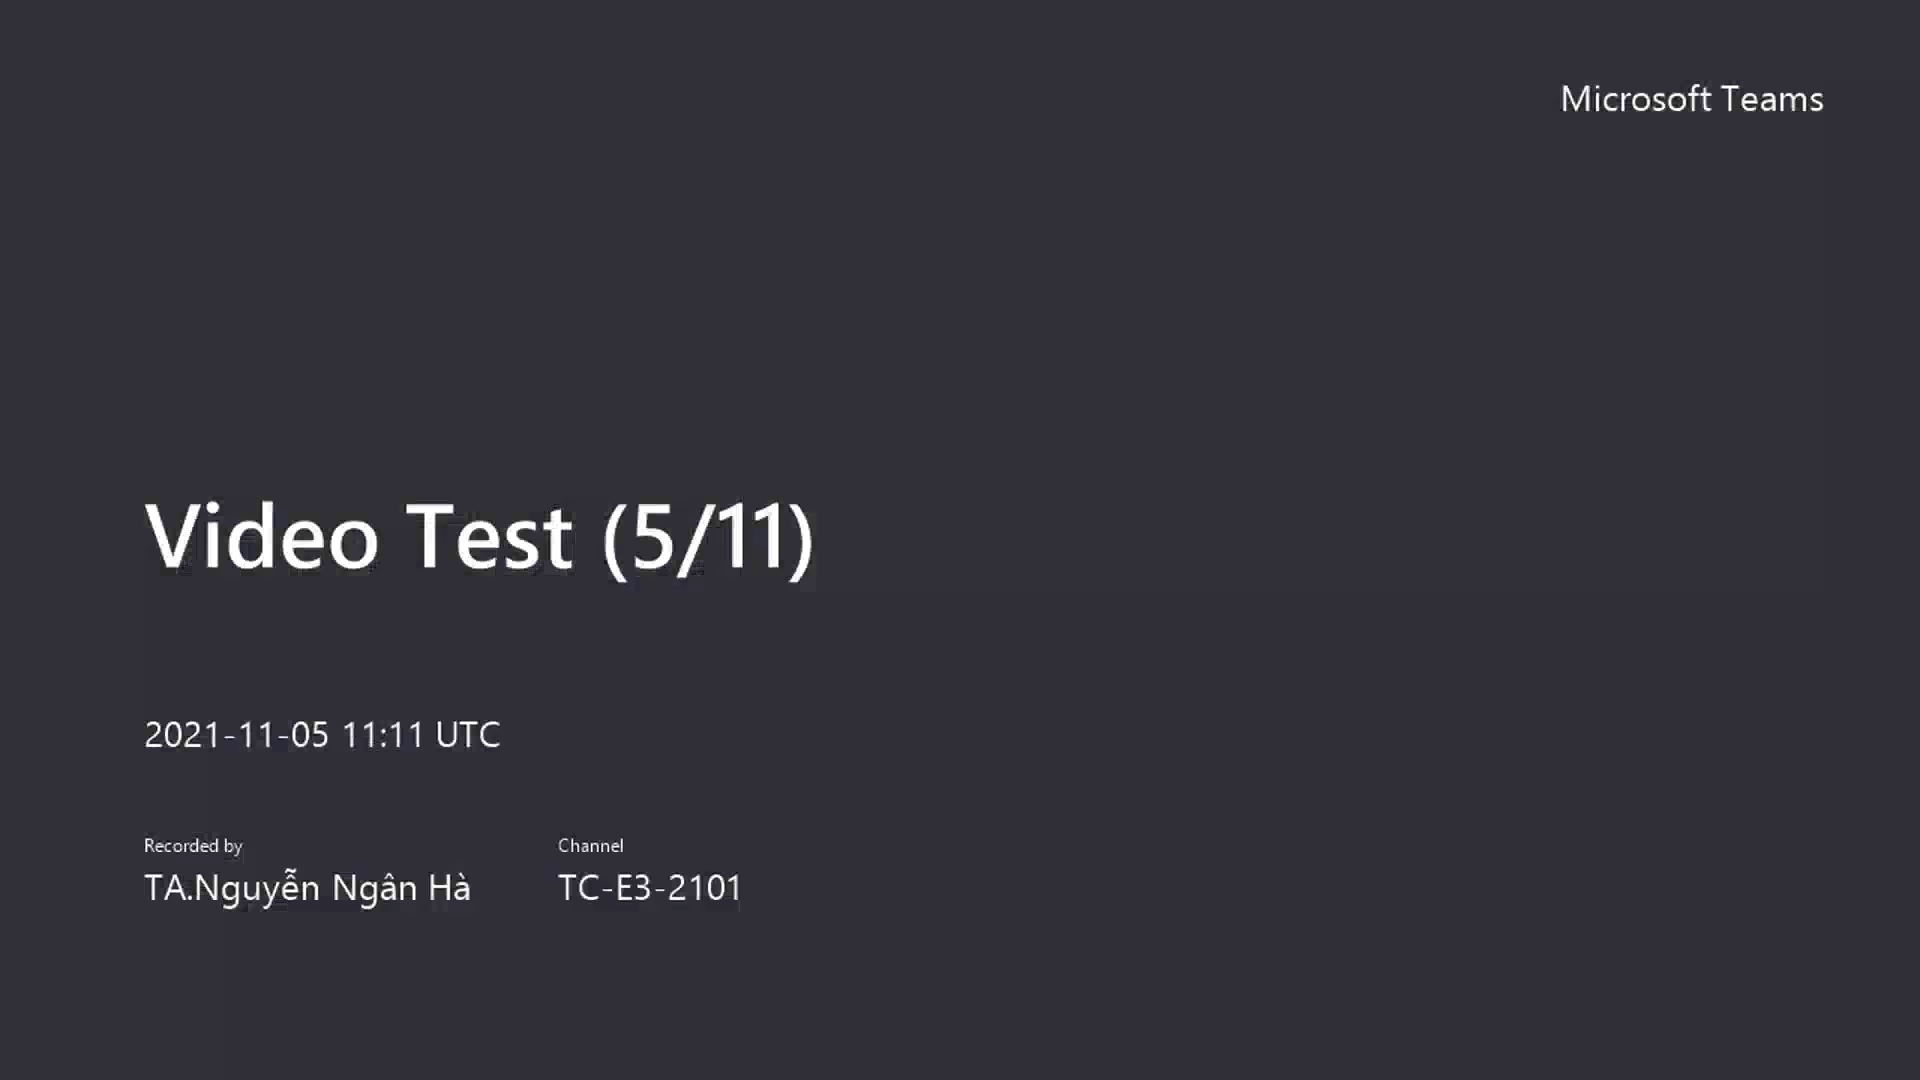 Microsoft Teams
Video Test (5/11)
2021-11-05 11:11 UTC
Recorded by
TA.Nguyễn Ngân Hà
Channel
TC-E3-2101